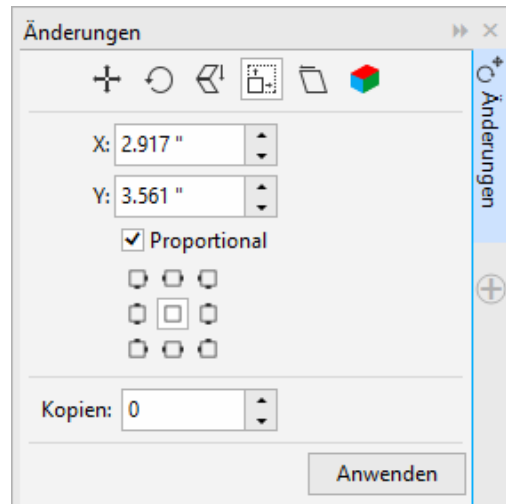 Änderungen
Änderungen
X: 2.917 "
Y: 3.561 "
Proportional
Kopien: 0
Anwenden